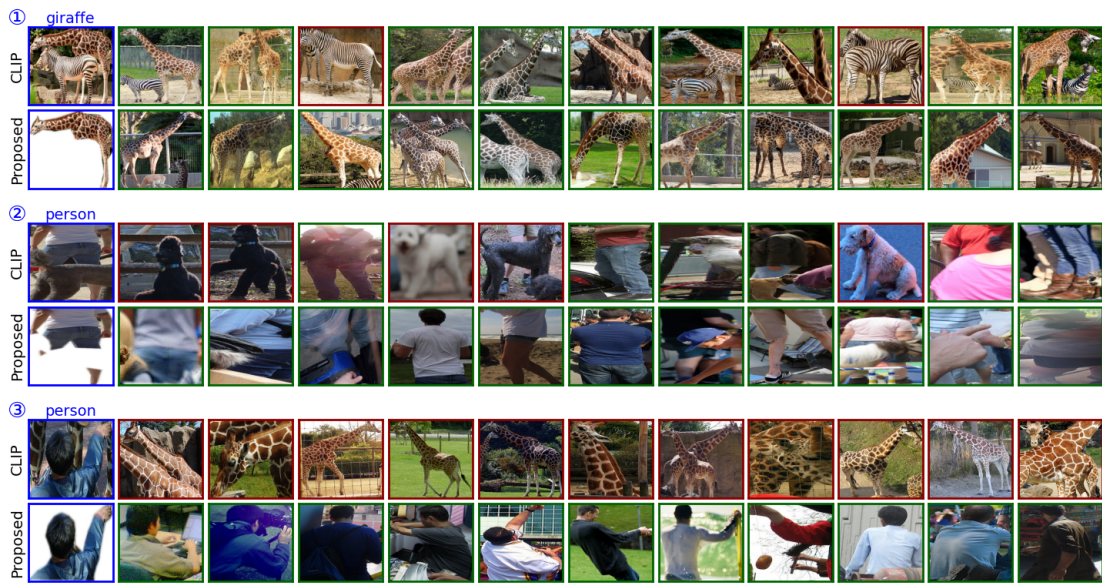 ① giraffe
CLIP
Proposed
② person
CLIP
Proposed
③ person
CLIP
Proposed